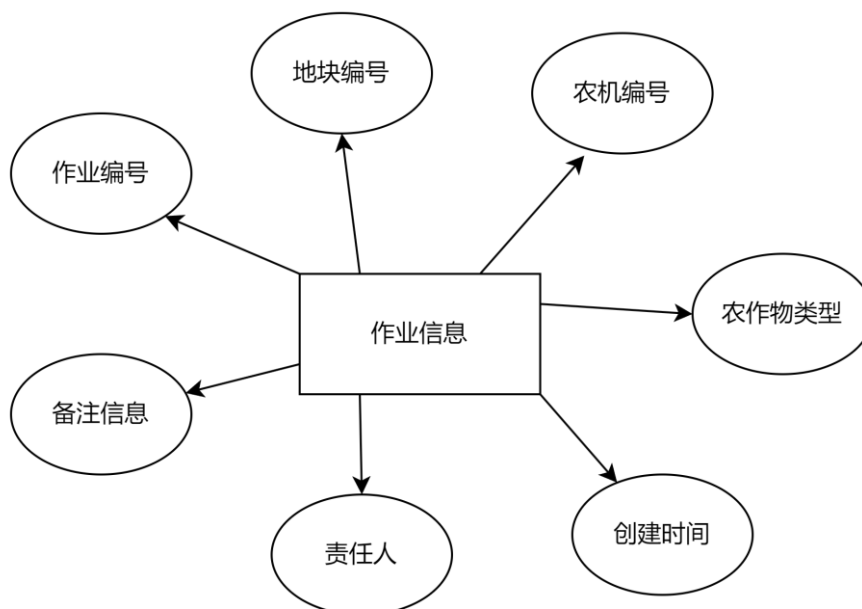 地块编号
农机编号
作业编号
农作物类型
作业信息
备注信息
创建时间
责任人